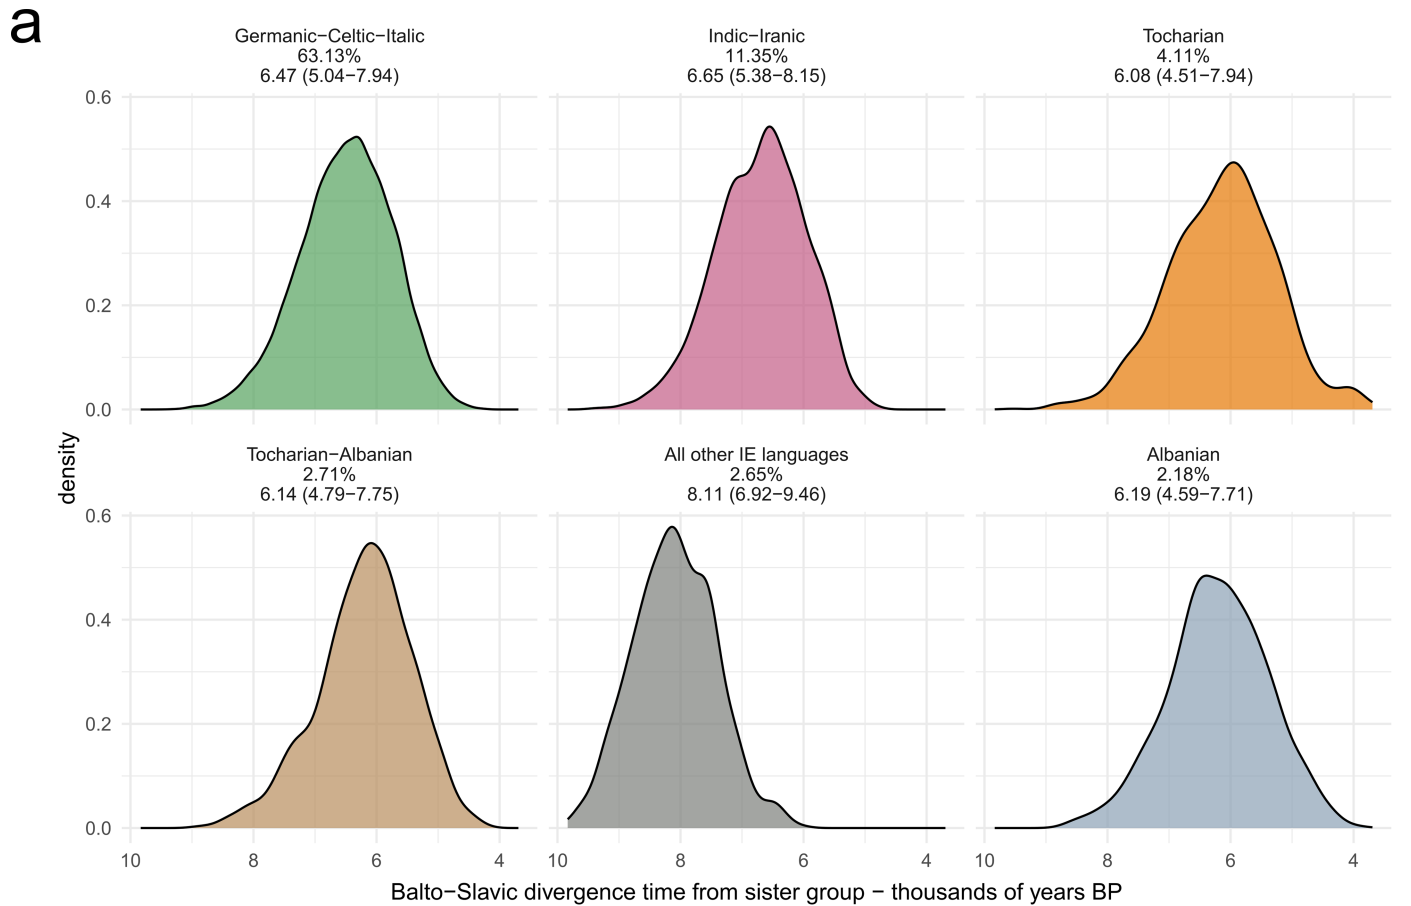 a
Germanic−Celtic−Italic
63.13%
6.47 (5.04−7.94)
Indic−Iranic
11.35%
6.65 (5.38−8.15)
Tocharian
4.11%
6.08 (4.51−7.94)
0.6
0.4
0.2
0.0
density
Tocharian−Albanian
2.71%
6.14 (4.79−7.75)
All other IE languages
2.65%
8.11 (6.92−9.46)
Albanian
2.18%
6.19 (4.59−7.71)
0.6
0.4
0.2
0.0
10 8 6 4
10 8 6 4
10 8 6 4
Balto−Slavic divergence time from sister group − thousands of years BP